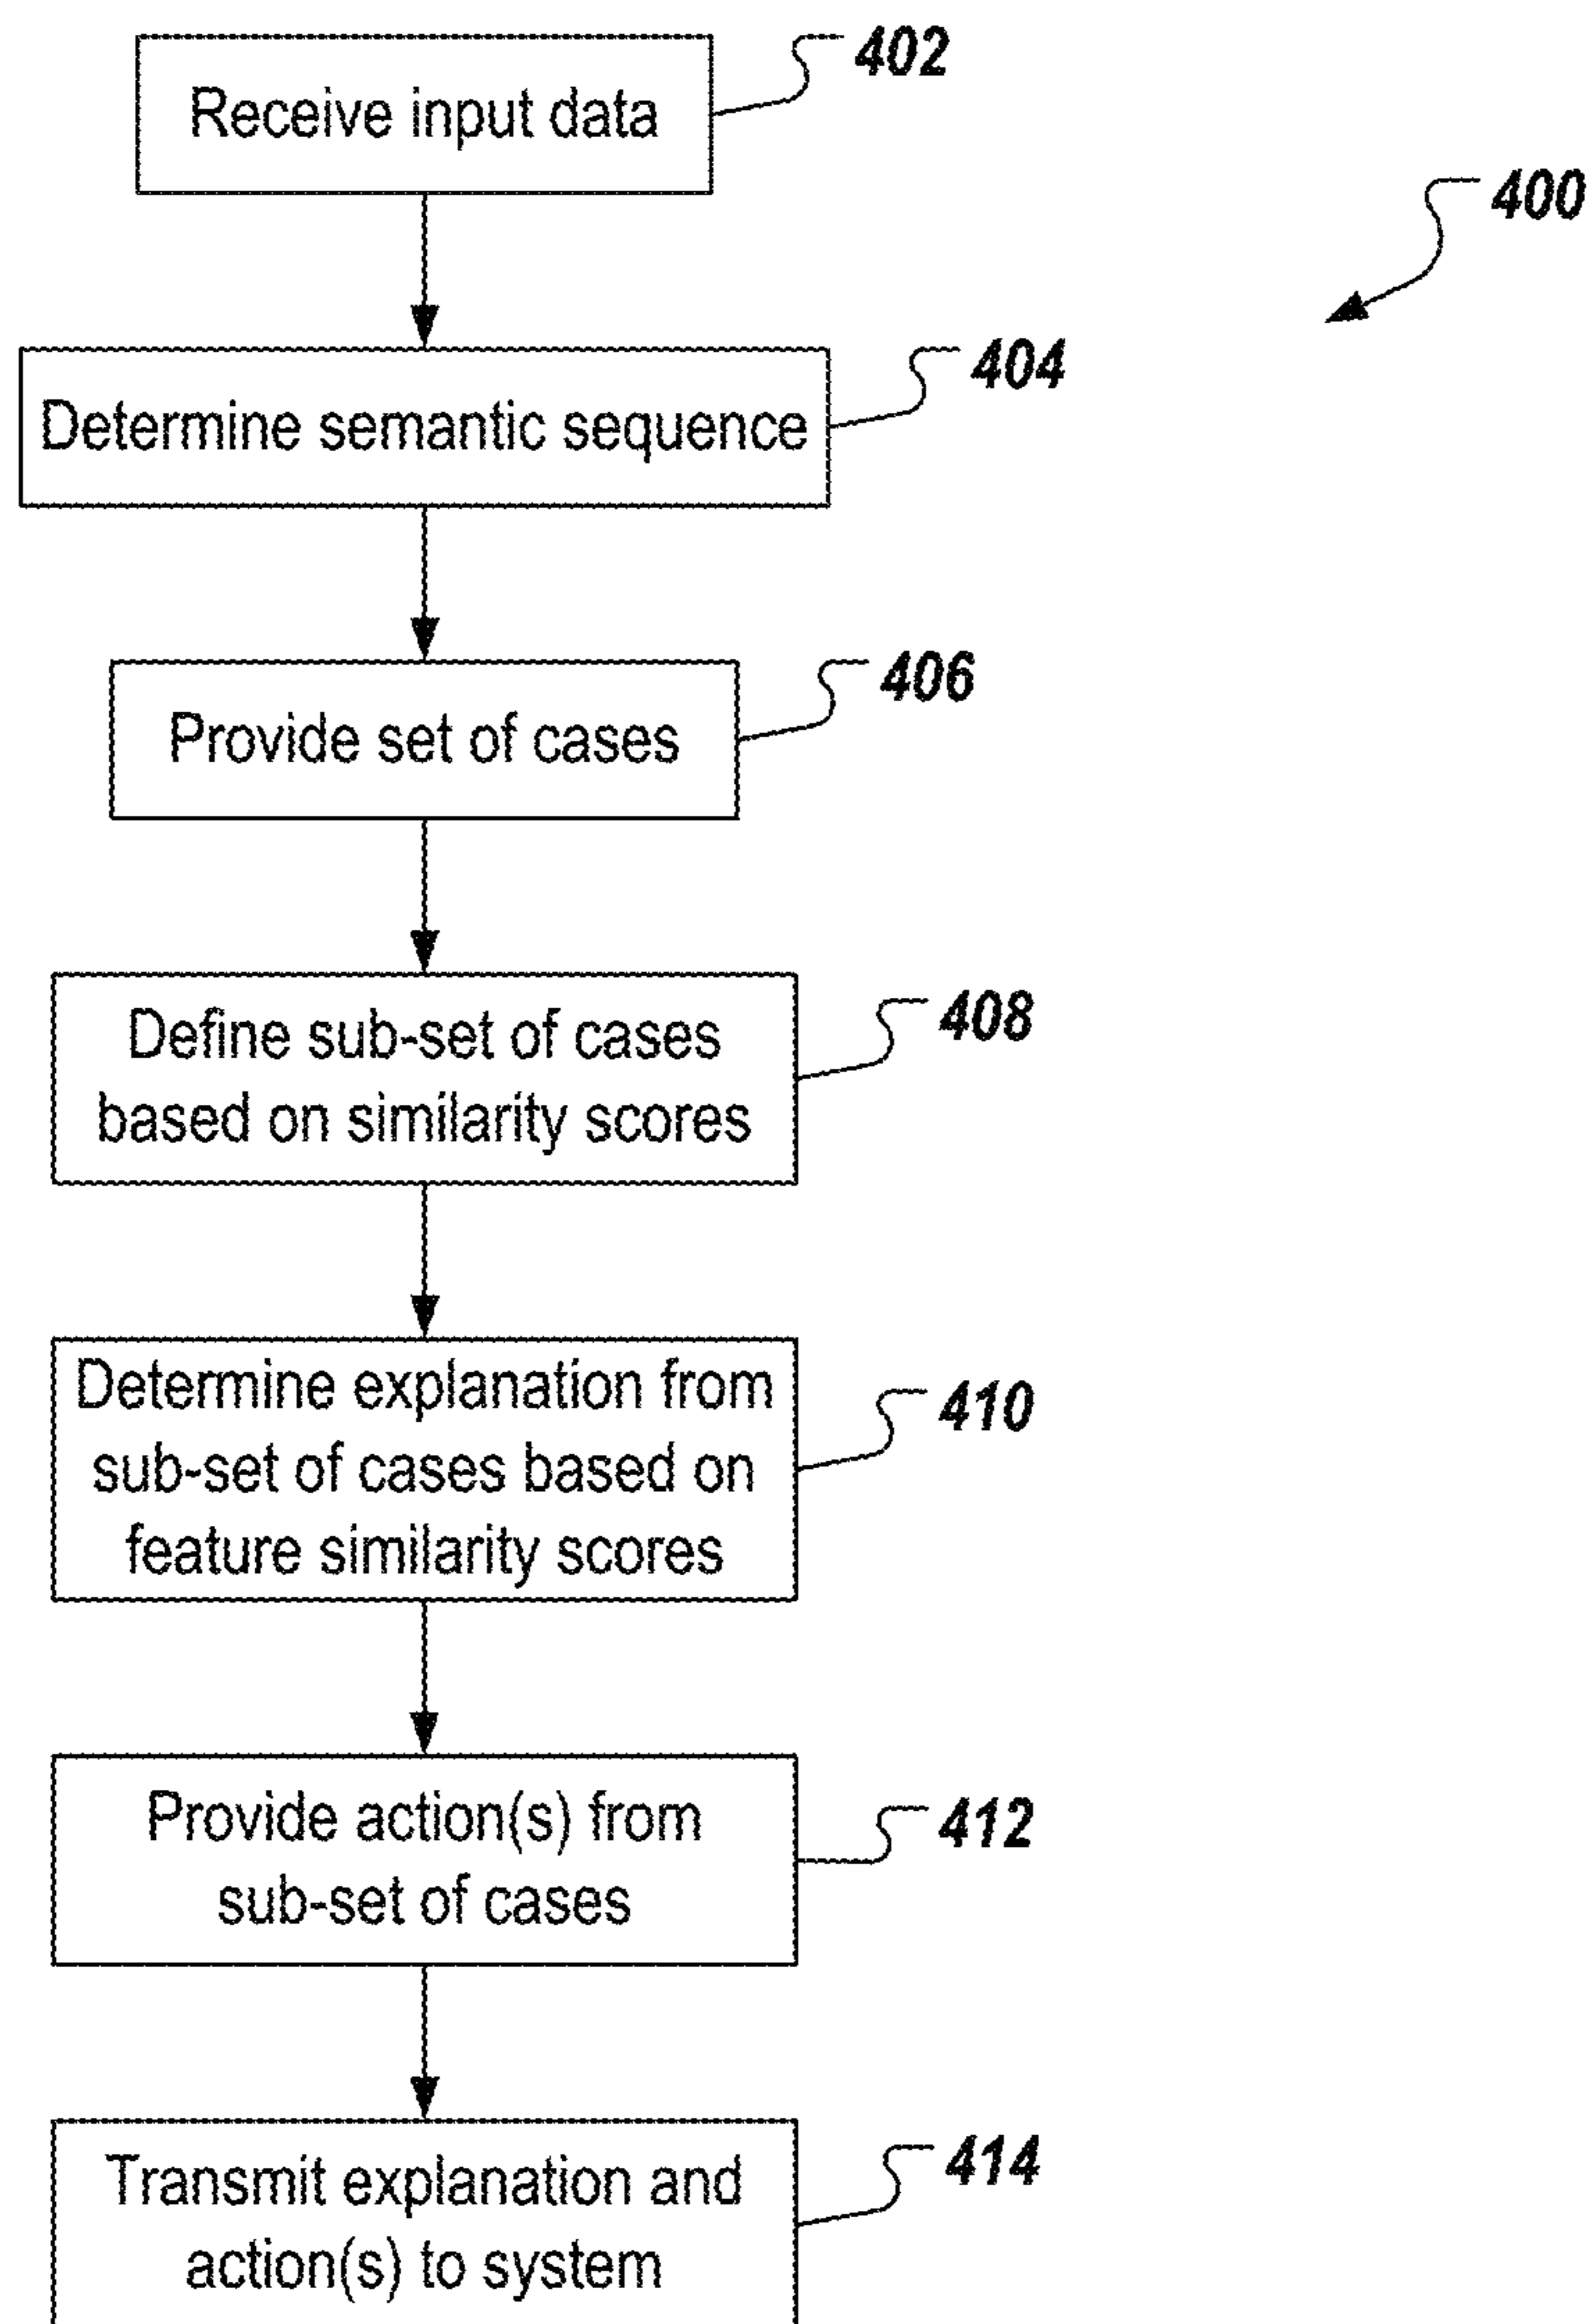 Receive input data
402
400
Determine semantic sequence
404
Provide set of cases
406
Define sub-set of cases
based on similarity scores
408
Determine explanation from
sub-set of cases based on
feature similarity scores
410
Provide action(s) from
sub-set of cases
412
Transmit explanation and
action(s) to system
414